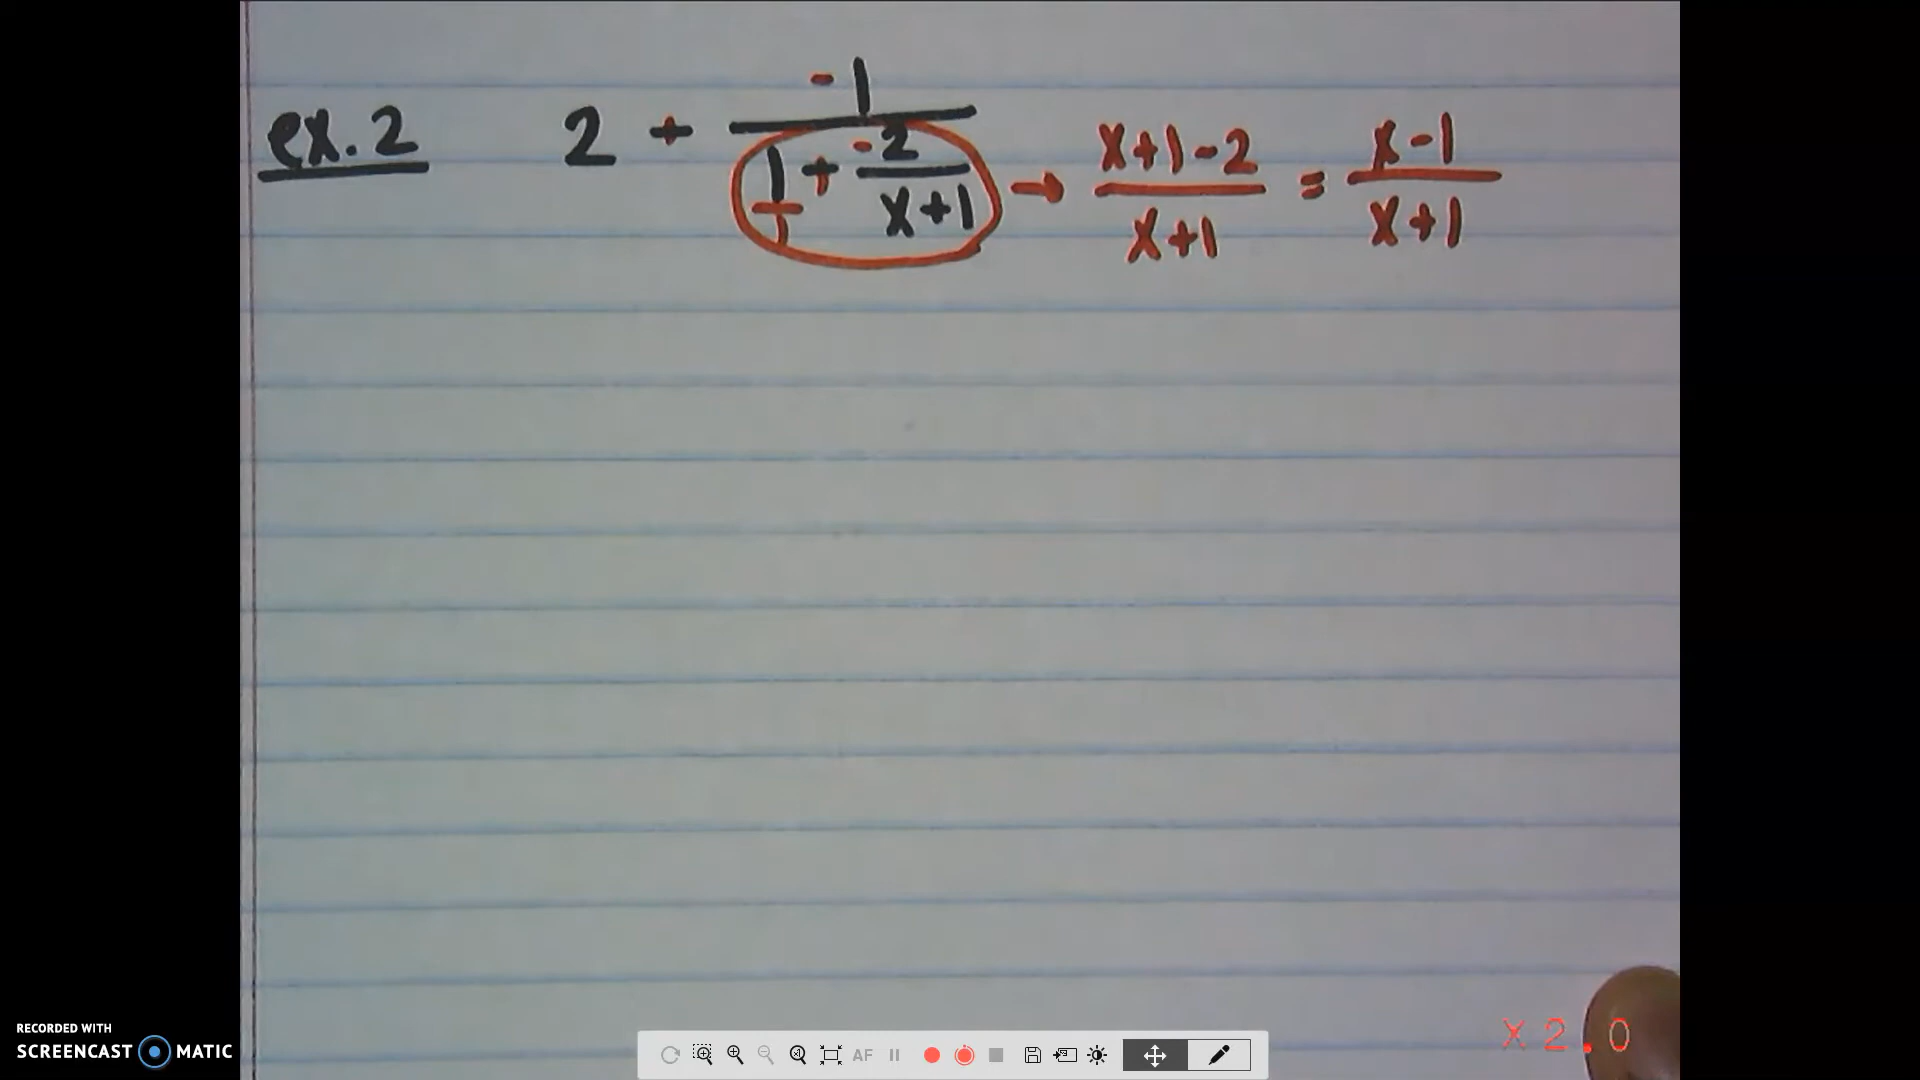 ex. 2 2 + -1/(1/1 + -2/(x+1)) → (x+1-2)/(x+1) = (x-1)/(x+1)
RECORDED WITH
SCREENCAST MATIC
AF
X2.0